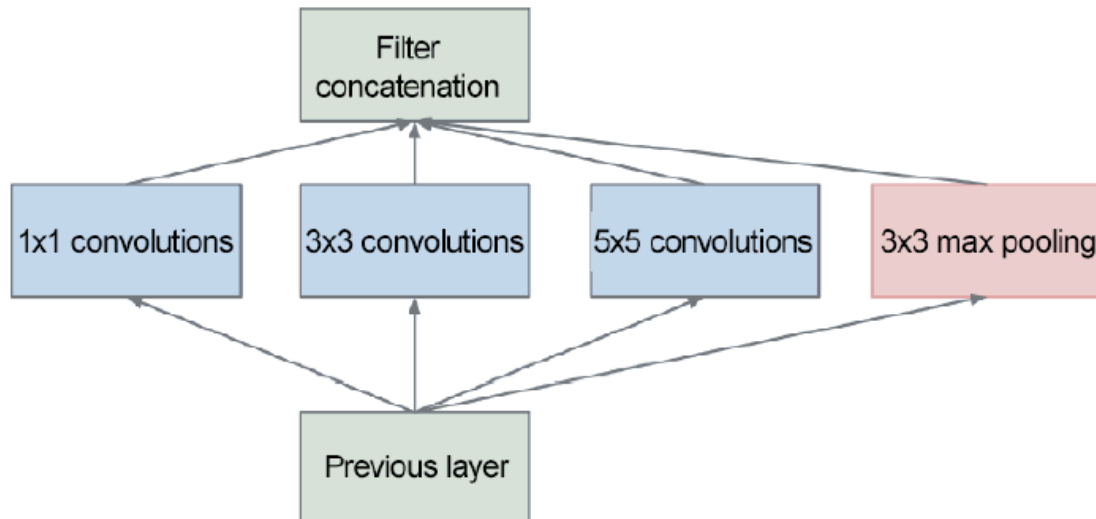 Filter
concatenation
1x1 convolutions
3x3 convolutions
5x5 convolutions
3x3 max pooling
Previous layer